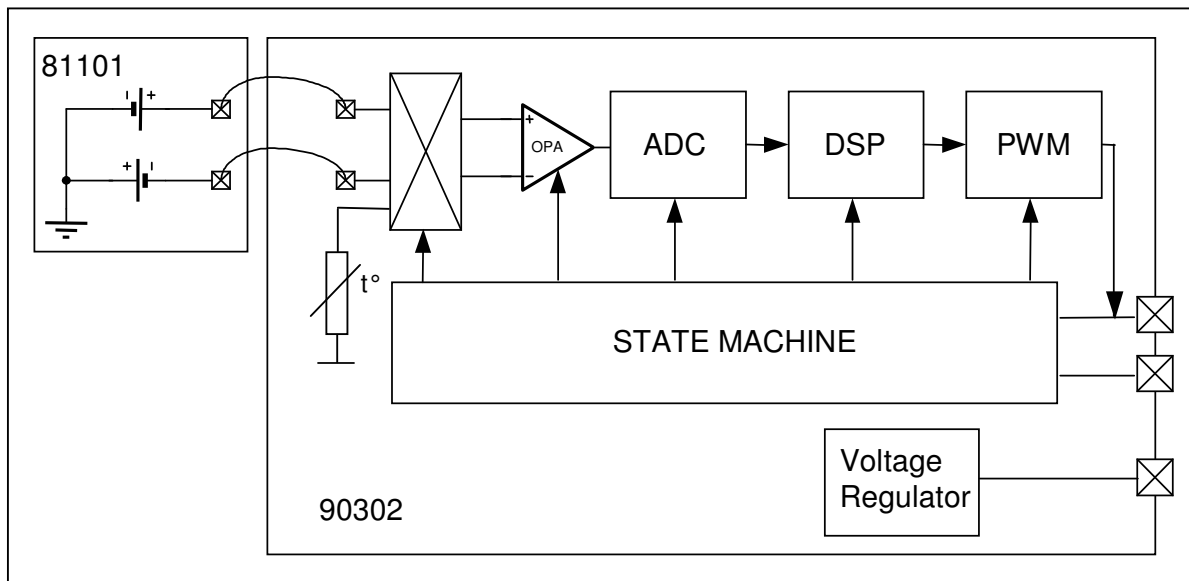 81101
- +
+ -
+
OPA
−
ADC
DSP
PWM
t°
STATE MACHINE
Voltage
Regulator
90302